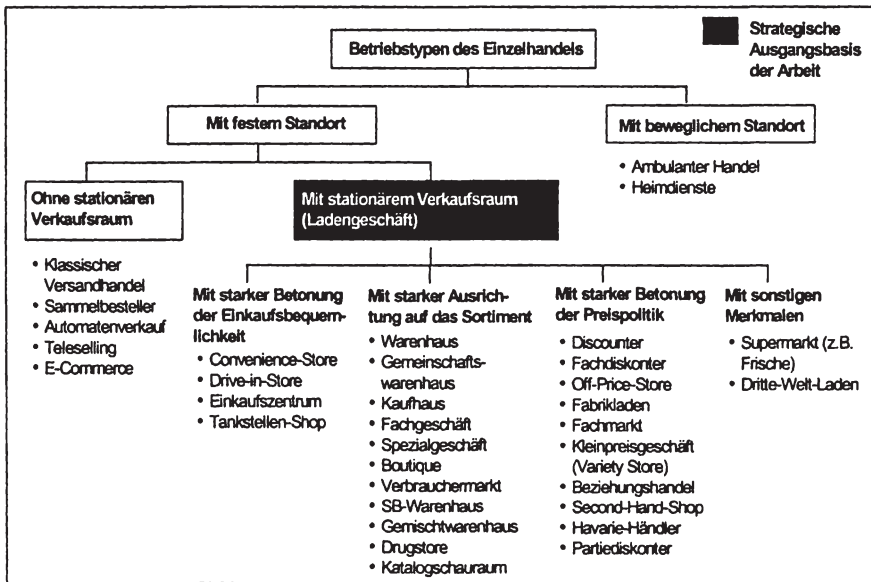 Betriebstypen des Einzelhandels
Strategische
Ausgangsbasis
der Arbeit
Mit festem Standort
Mit beweglichem Standort
• Ambulanter Handel
• Heimdienste
Ohne stationären
Verkaufsraum
• Klassischer
Versandhandel
• Sammelbesteller
• Automatenverkauf
• Teleselling
• E-Commerce
Mit stationärem Verkaufsraum
(Ladengeschäft)
Mit starker Betonung
der Einkaufsbequem-
lichkeit
• Convenience-Store
• Drive-in-Store
• Einkaufszentrum
• Tankstellen-Shop
Mit starker Ausrich-
tung auf das Sortiment
• Warenhaus
• Gemeinschafts-
warenhaus
• Kaufhaus
• Fachgeschäft
• Spezialgeschäft
• Boutique
• Verbrauchermarkt
• SB-Warenhaus
• Gemischtwarenhaus
• Drugstore
• Katalogschauraum
Mit starker Betonung
der Preispolitik
• Discounter
• Fachdiskonter
• Off-Price-Store
• Fabrikladen
• Fachmarkt
• Kleinpreisgeschäft
(Variety Store)
• Beziehungshandel
• Second-Hand-Shop
• Havarie-Händler
• Partiediskonter
Mit sonstigen
Merkmalen
• Supermarkt (z.B.
Frische)
• Dritte-Welt-Laden